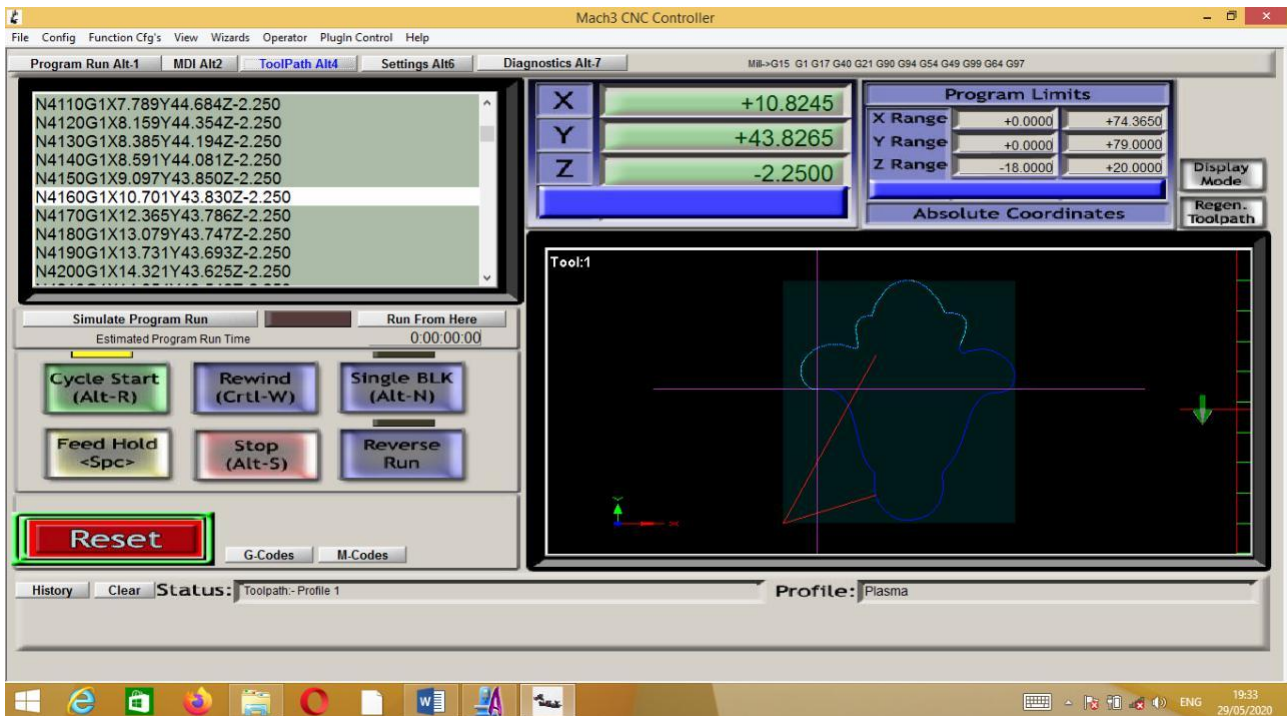 Mach3 CNC Controller
File Config Function Cfg's View Wizards Operator PlugIn Control Help
Program Run Alt-1 MDI Alt2 ToolPath Alt4 Settings Alt6 Diagnostics Alt-7 Mill->G15 G1 G17 G40 G21 G90 G94 G54 G49 G99 G64 G97
N4110G1X7.789Y44.684Z-2.250
N4120G1X8.159Y44.354Z-2.250
N4130G1X8.385Y44.194Z-2.250
N4140G1X8.591Y44.081Z-2.250
N4150G1X9.097Y43.850Z-2.250
N4160G1X10.701Y43.830Z-2.250
N4170G1X12.365Y43.786Z-2.250
N4180G1X13.079Y43.747Z-2.250
N4190G1X13.731Y43.693Z-2.250
N4200G1X14.321Y43.625Z-2.250
X +10.8245
Y +43.8265
Z -2.2500
Program Limits
X Range +0.0000 +74.3650
Y Range +0.0000 +79.0000
Z Range -18.0000 +20.0000
Absolute Coordinates
Display Mode
Regen. Toolpath
Tool:1
Simulate Program Run Run From Here
Estimated Program Run Time 0:00:00:00
Cycle Start (Alt-R)
Rewind (Crtl-W)
Single BLK (Alt-N)
Feed Hold <Spc>
Stop (Alt-S)
Reverse Run
Reset
G-Codes M-Codes
History Clear Status: Toolpath:- Profile 1 Profile: Plasma
ENG 19:33
29/05/2020